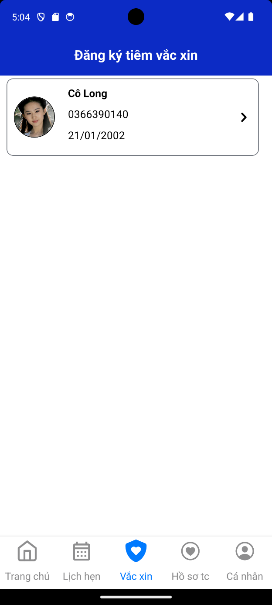 5:04
Đăng ký tiêm vắc xin
Cô Long
0366390140
21/01/2002
Trang chủ Lịch hẹn Vắc xin Hồ sơ tc Cá nhân